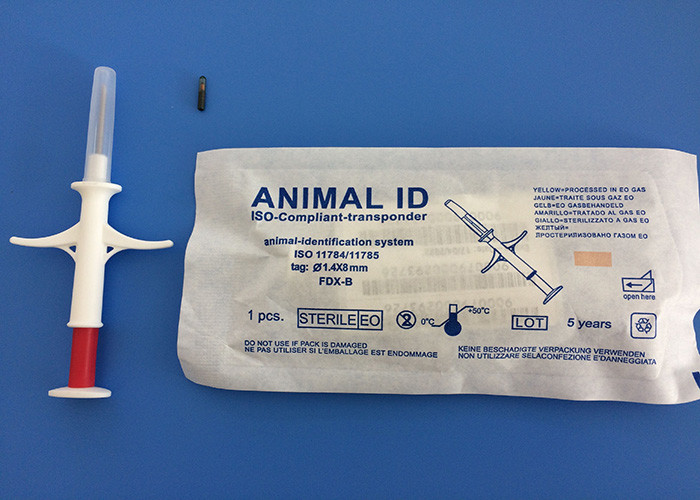 ANIMAL ID
ISO-Compliant-transponder
animal-identification system
ISO 11784/11785
tag: Ø1.4X8mm
FDX-B
YELLOW=PROCESSED IN EO GAS
JAUNE=TRAITE SOUS GAZ EO
GELB=EO GASBEHANDELD
AMARILLO=TRATADO AL GAS EO
GIALLO=STERILIZZATO A GAS EO
ЖЕЛТЫЙ=
ПРОСТЕРИЛИЗОВАНО ГАЗОМ EO
open here
1 pcs.
STERILE EO
2
0°C
+50°C
LOT
5 years
DO NOT USE IF PACK IS DAMAGED
NE PAS UTILISER SI L'EMBALLAGE EST ENDOMMAGE
KEINE BESCHADIGTE VERPACKUNG VERWENDEN
NON UTILIZZARE SELACONFEZIONE E'DANNEGGIATA